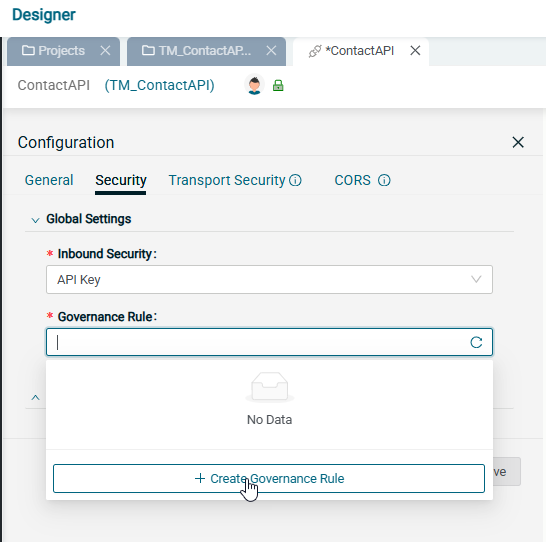 Designer
Projects
TM_ContactAP...
*ContactAPI
ContactAPI (TM_ContactAPI)
Configuration
General Security Transport Security CORS
Global Settings
* Inbound Security:
API Key
* Governance Rule:
No Data
+ Create Governance Rule